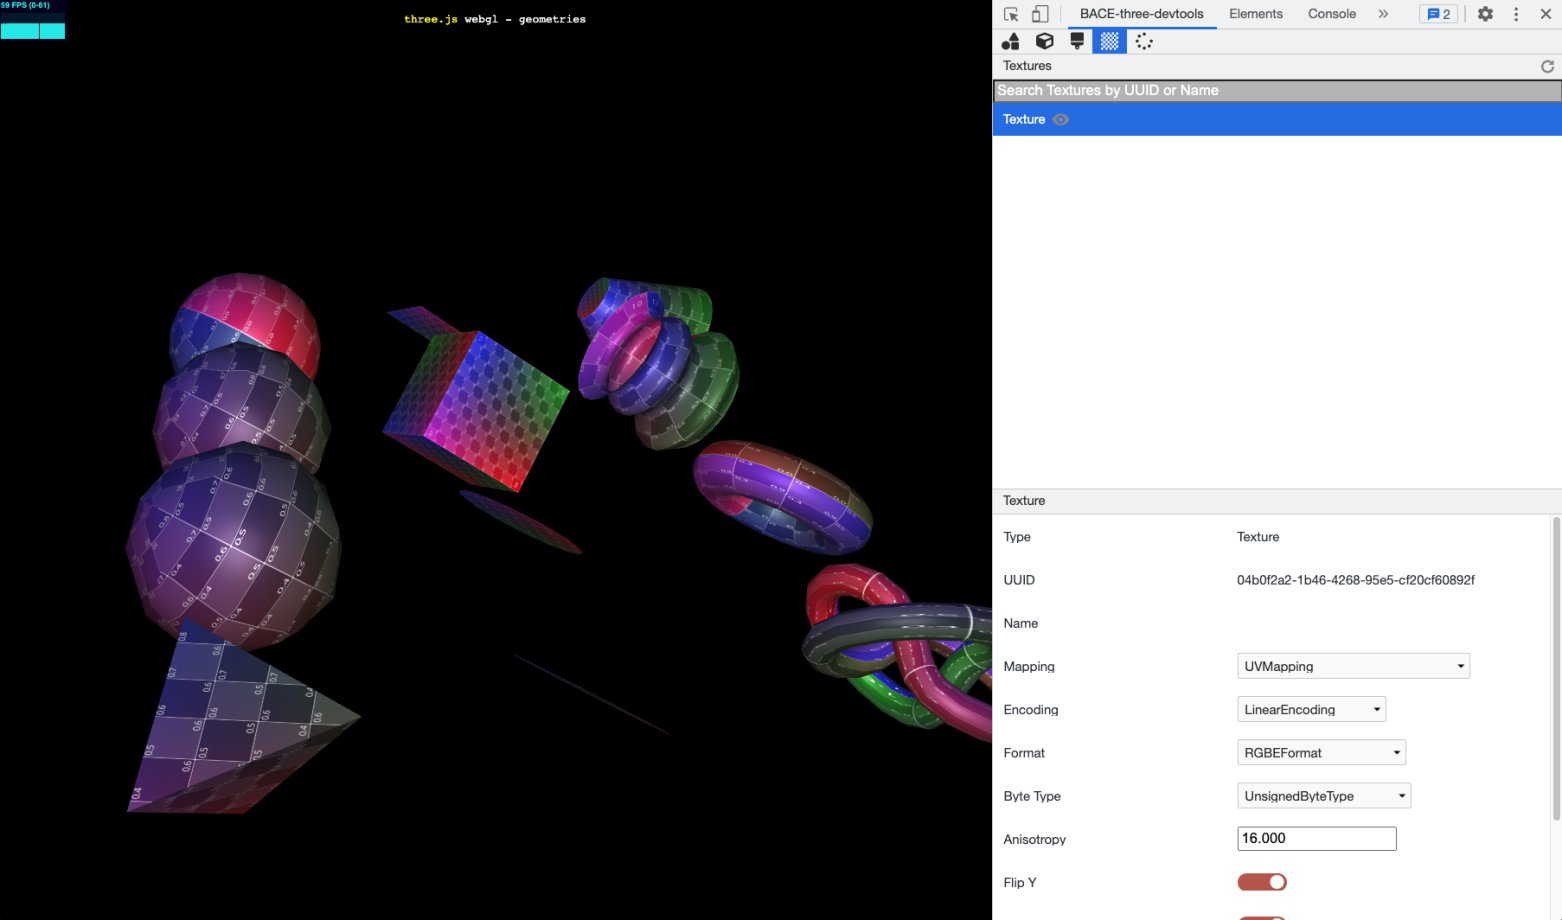 59 FPS (0-61)
three.js webgl - geometries
BACE-three-devtools
Elements
Console
2
Textures
Search Textures by UUID or Name
Texture
Texture
Type Texture
UUID 04b0f2a2-1b46-4268-95e5-cf20cf60892f
Name
Mapping UVMapping
Encoding LinearEncoding
Format RGBEFormat
Byte Type UnsignedByteType
Anisotropy 16.000
Flip Y